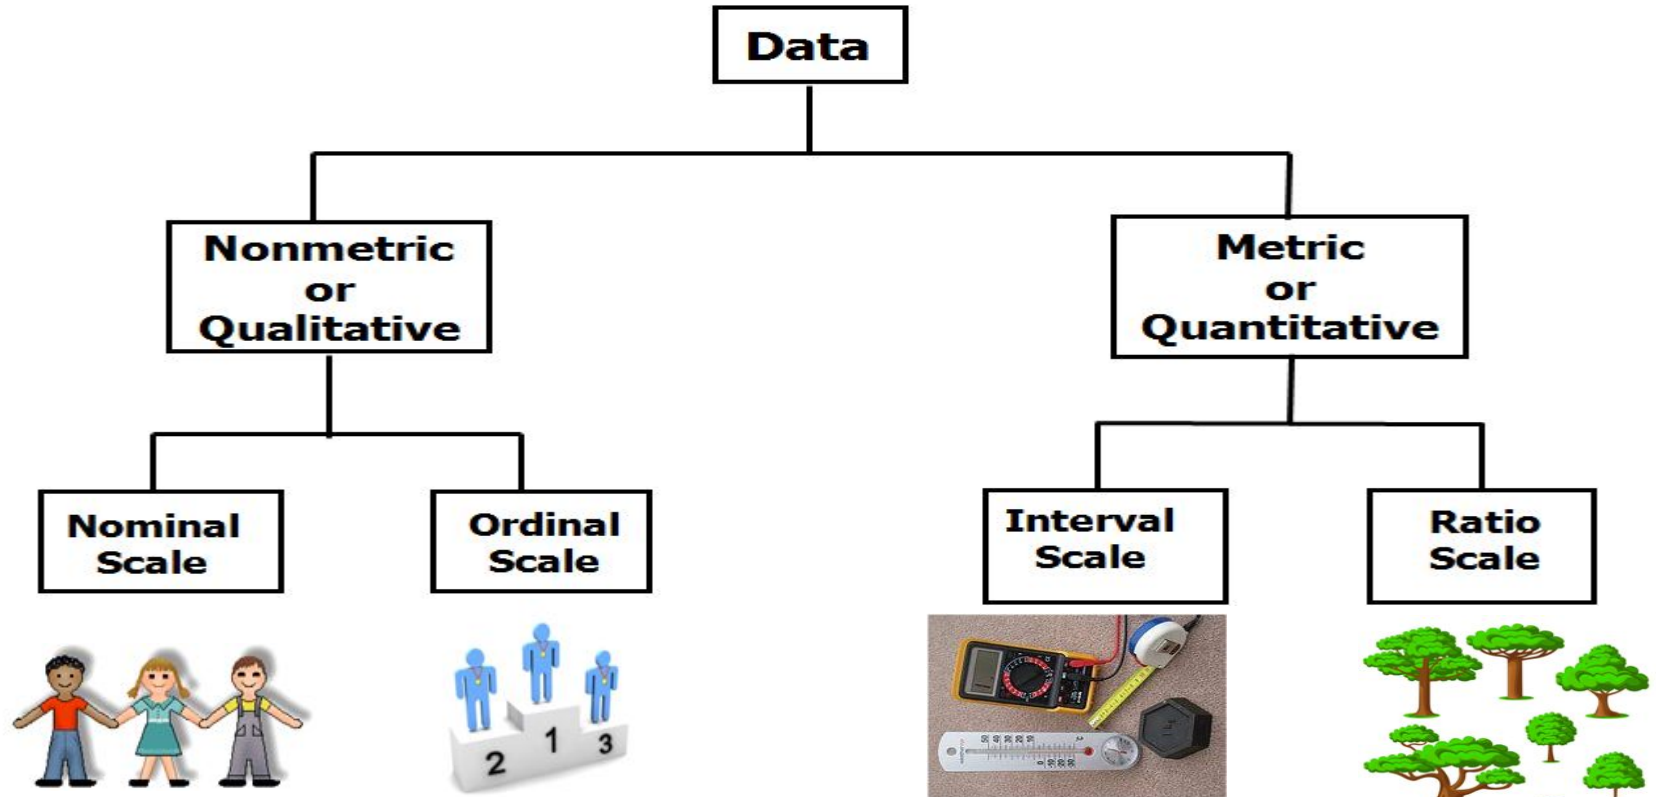 Data
Nonmetric
or
Qualitative
Metric
or
Quantitative
Nominal
Scale
Ordinal
Scale
Interval
Scale
Ratio
Scale
2
1
3